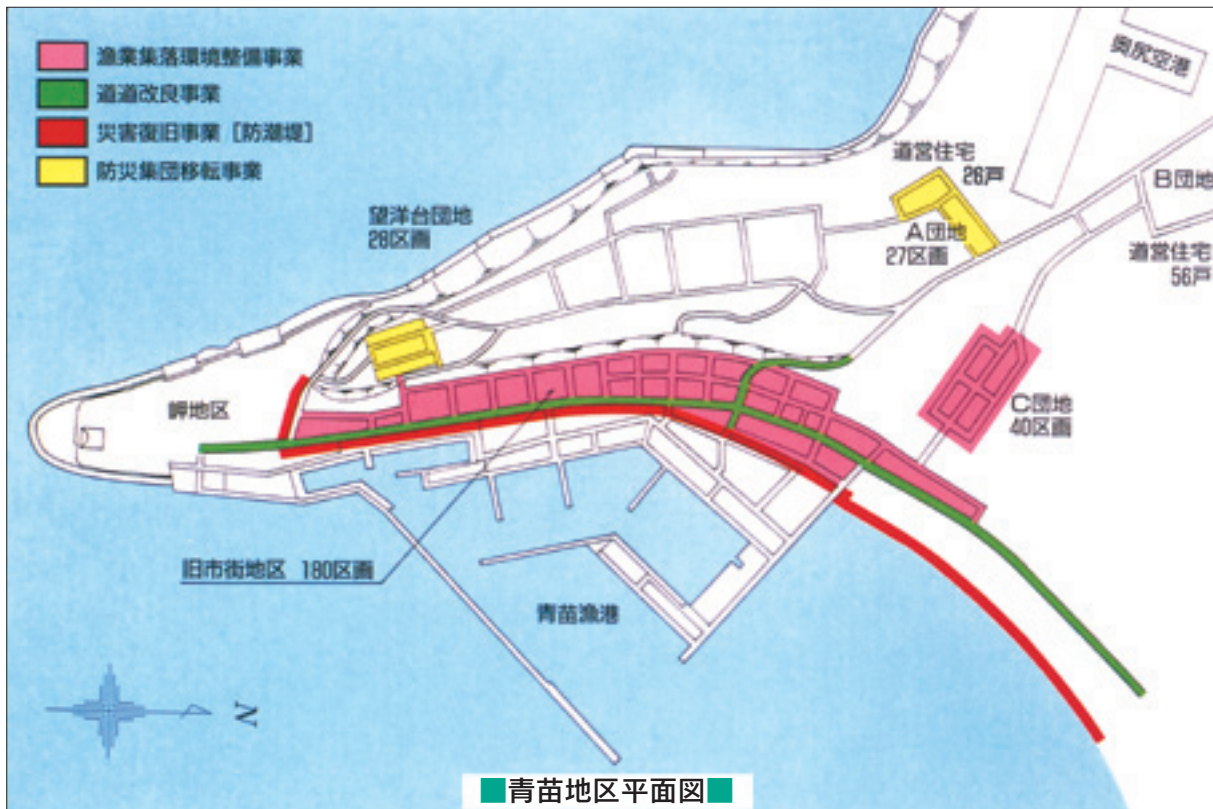 漁業集落環境整備事業
道道改良事業
災害復旧事業[防潮堤]
防災集団移転事業
奥尻空港
道営住宅
26戸
B団地
望洋台団地
28区画
A団地
27区画
道営住宅
56戸
岬地区
C団地
40区画
旧市街地区 180区画
青苗漁港
N
■青苗地区平面図■